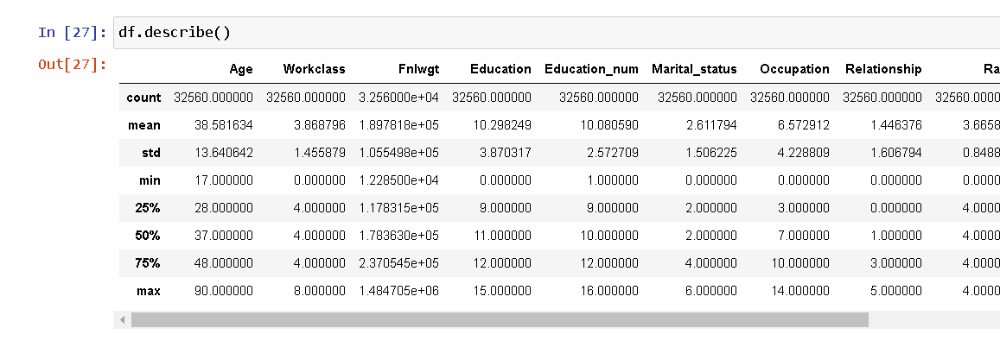 In [27]: df.describe()
Out[27]:
Age Workclass Fnlwgt Education Education_num Marital_status Occupation Relationship Ra
count 32560.000000 32560.000000 3.256000e+04 32560.000000 32560.000000 32560.000000 32560.000000 32560.000000 32560.0000
mean 38.581634 3.868796 1.897818e+05 10.298249 10.080590 2.611794 6.572912 1.446376 3.6658
std 13.640642 1.455879 1.055498e+05 3.870317 2.572709 1.506225 4.228809 1.606794 0.8488
min 17.000000 0.000000 1.228500e+04 0.000000 1.000000 0.000000 0.000000 0.000000 0.0000
25% 28.000000 4.000000 1.178315e+05 9.000000 9.000000 2.000000 3.000000 0.000000 4.0000
50% 37.000000 4.000000 1.783630e+05 11.000000 10.000000 2.000000 7.000000 1.000000 4.0000
75% 48.000000 4.000000 2.370545e+05 12.000000 12.000000 4.000000 10.000000 3.000000 4.0000
max 90.000000 8.000000 1.484705e+06 15.000000 16.000000 6.000000 14.000000 5.000000 4.0000